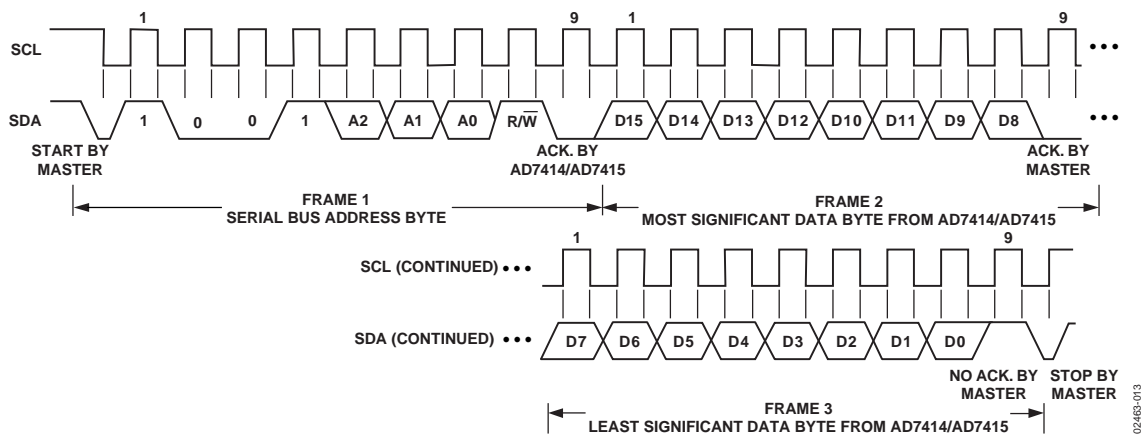 1 9 1 9
SCL
SDA 1 0 0 1 A2 A1 A0 R/W̅ D15 D14 D13 D12 D10 D11 D9 D8
START BY MASTER
ACK. BY AD7414/AD7415
ACK. BY MASTER
FRAME 1
SERIAL BUS ADDRESS BYTE
FRAME 2
MOST SIGNIFICANT DATA BYTE FROM AD7414/AD7415
1 9
SCL (CONTINUED)
SDA (CONTINUED) D7 D6 D5 D4 D3 D2 D1 D0
NO ACK. BY MASTER
STOP BY MASTER
FRAME 3
LEAST SIGNIFICANT DATA BYTE FROM AD7414/AD7415
02463-013